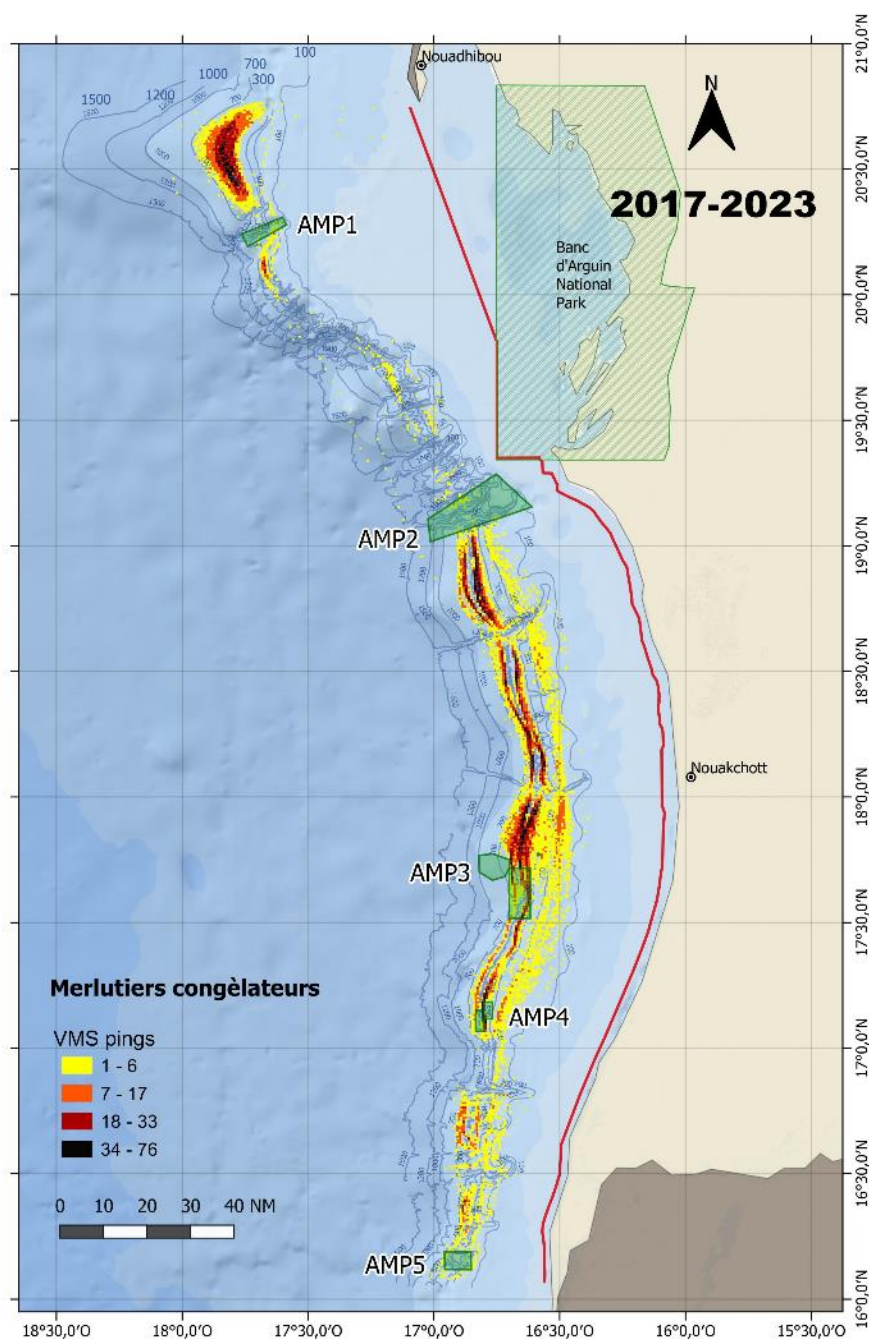 21°0,0'N
Nouadhibou
100
700
1000 300
1200
1500
N
20°30,0'N
2017-2023
AMP1
Banc
d'Arguin
National
Park
20°0,0'N
19°30,0'N
AMP2
19°0,0'N
18°30,0'N
Nouakchott
18°0,0'N
AMP3
17°30,0'N
Merlutiers congèlateurs
AMP4
VMS pings
1 - 6
7 - 17
18 - 33
34 - 76
17°0,0'N
16°30,0'N
0 10 20 30 40 NM
AMP5
16°0,0'N
18°30,0'O 18°0,0'O 17°30,0'O 17°0,0'O 16°30,0'O 16°0,0'O 15°30,0'O